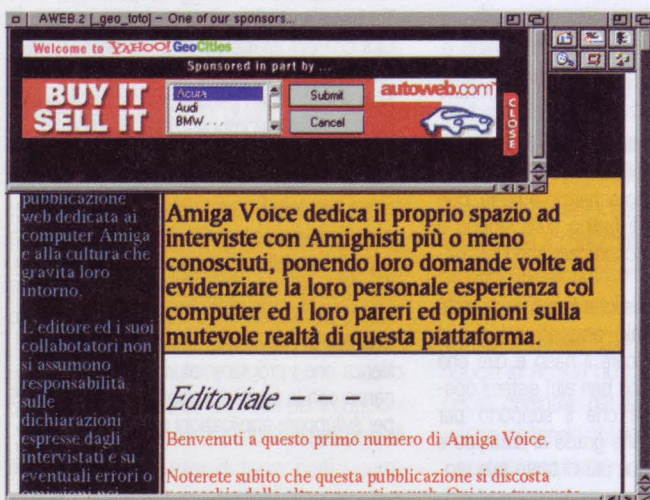 AWEB.2 [_geo_toto] – One of our sponsors...
Welcome to YAHOO! GeoCities
Sponsored in part by ...
BUY IT
SELL IT
Acura
Audi
BMW . . .
Submit
Cancel
autoweb.com
CLOSE
pubblicazione
web dedicata ai
computer Amiga
e alla cultura che
gravita loro
intorno.
L'editore ed i suoi
collabotatori non
si assumono
responsabilità
sulle
dichiarazioni
espresse dagli
intervistati e su
eventuali errori o
Amiga Voice dedica il proprio spazio ad
interviste con Amighisti più o meno
conosciuti, ponendo loro domande volte ad
evidenziare la loro personale esperienza col
computer ed i loro pareri ed opinioni sulla
mutevole realtà di questa piattaforma.
Editoriale – – –
Benvenuti a questo primo numero di Amiga Voice.
Noterete subito che questa pubblicazione si discosta